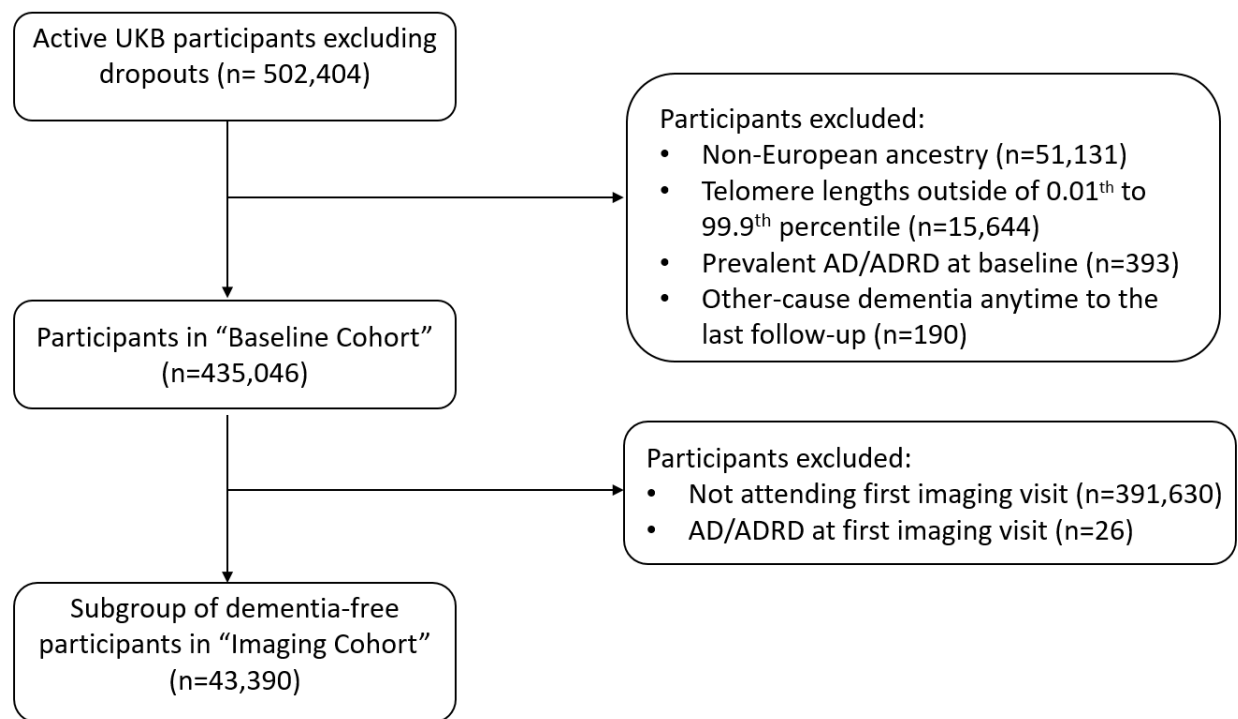 Active UKB participants excluding
dropouts (n= 502,404)
Participants excluded:
• Non-European ancestry (n=51,131)
• Telomere lengths outside of 0.01th to
99.9th percentile (n=15,644)
• Prevalent AD/ADRD at baseline (n=393)
• Other-cause dementia anytime to the
last follow-up (n=190)
Participants in “Baseline Cohort”
(n=435,046)
Participants excluded:
• Not attending first imaging visit (n=391,630)
• AD/ADRD at first imaging visit (n=26)
Subgroup of dementia-free
participants in “Imaging Cohort”
(n=43,390)